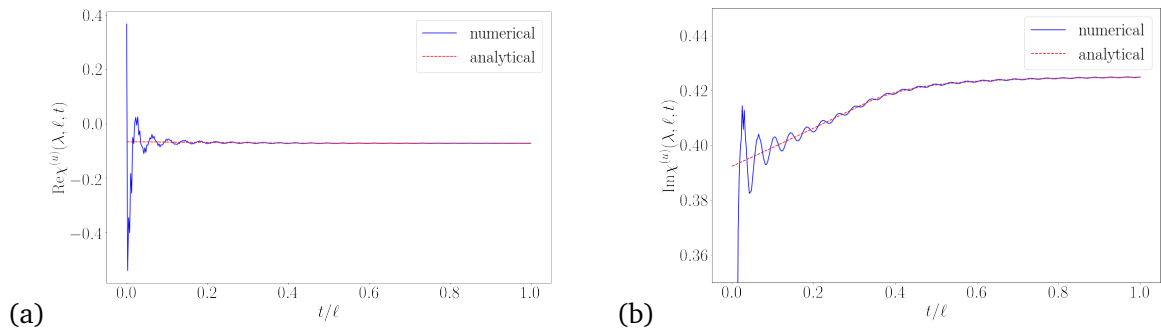 0.4
0.2
0.0
−0.2
−0.4
Reχ^(u)(λ, ℓ, t)
numerical
analytical
0.0 0.2 0.4 0.6 0.8 1.0
t/ℓ
(a)
0.44
0.42
0.40
0.38
0.36
Imχ^(u)(λ, ℓ, t)
numerical
analytical
0.0 0.2 0.4 0.6 0.8 1.0
t/ℓ
(b)